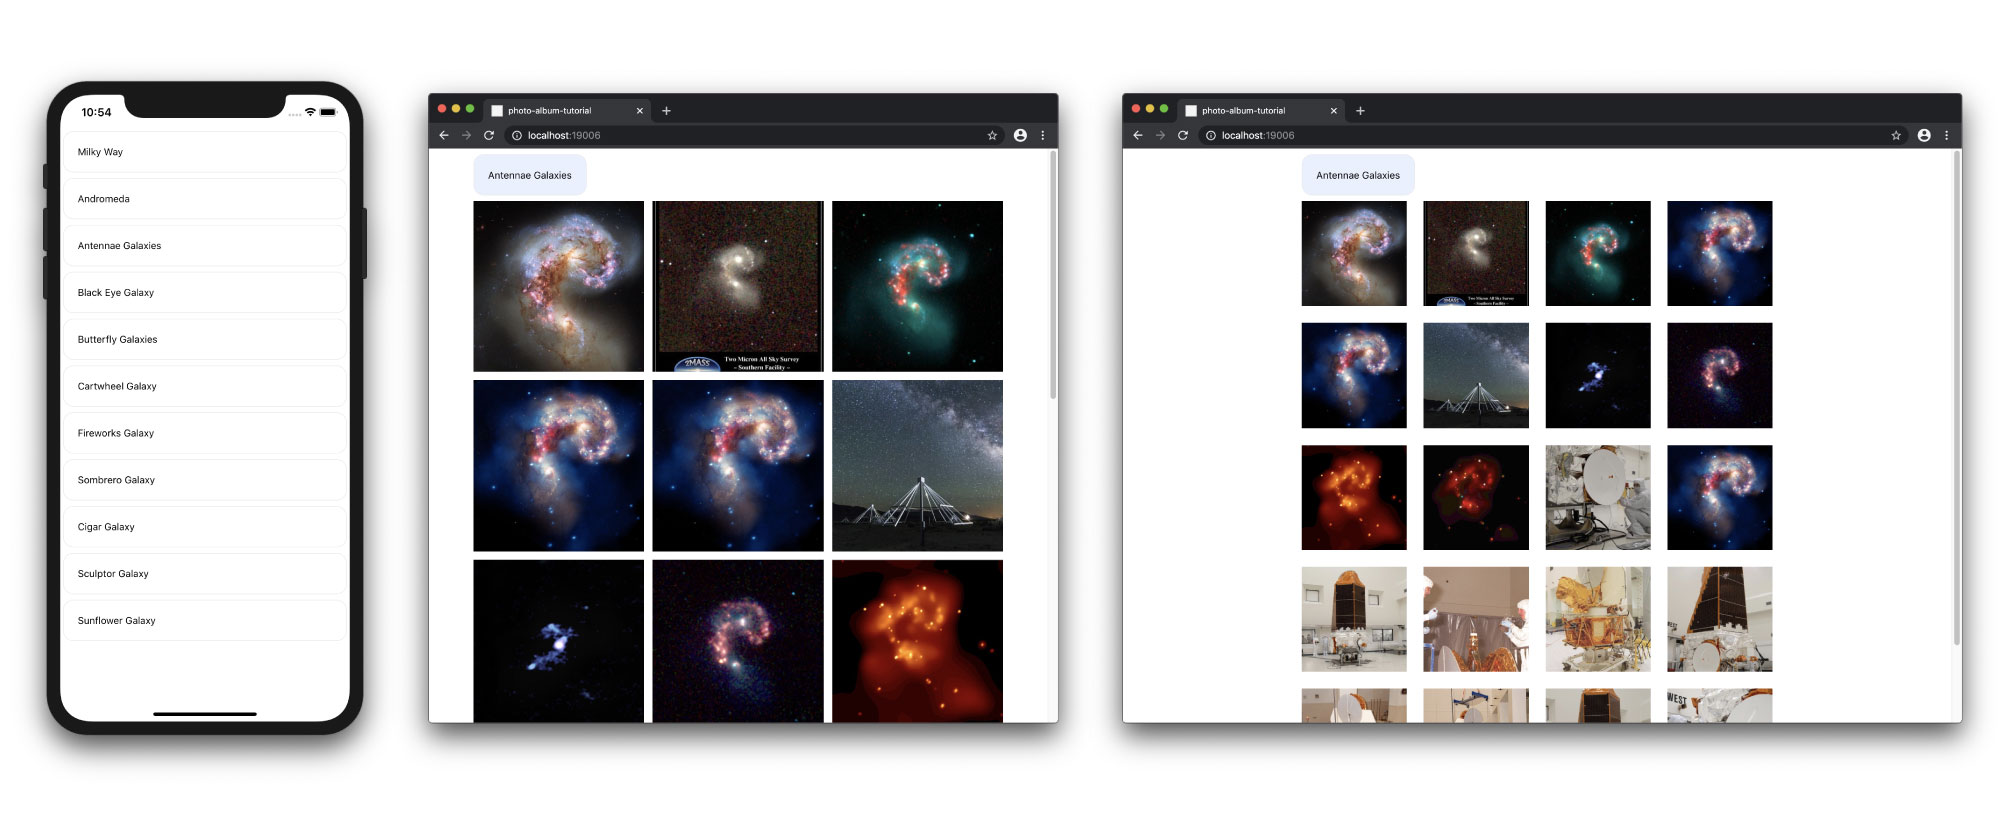 10:54
Milky Way
Andromeda
Antennae Galaxies
Black Eye Galaxy
Butterfly Galaxies
Cartwheel Galaxy
Fireworks Galaxy
Sombrero Galaxy
Cigar Galaxy
Sculptor Galaxy
Sunflower Galaxy
photo-album-tutorial
localhost:19006
Antennae Galaxies
2MASS
Two Micron All Sky Survey
– Southern Facility –
photo-album-tutorial
localhost:19006
Antennae Galaxies
2MASS
Two Micron All Sky Survey
– Southern Facility –
WEST